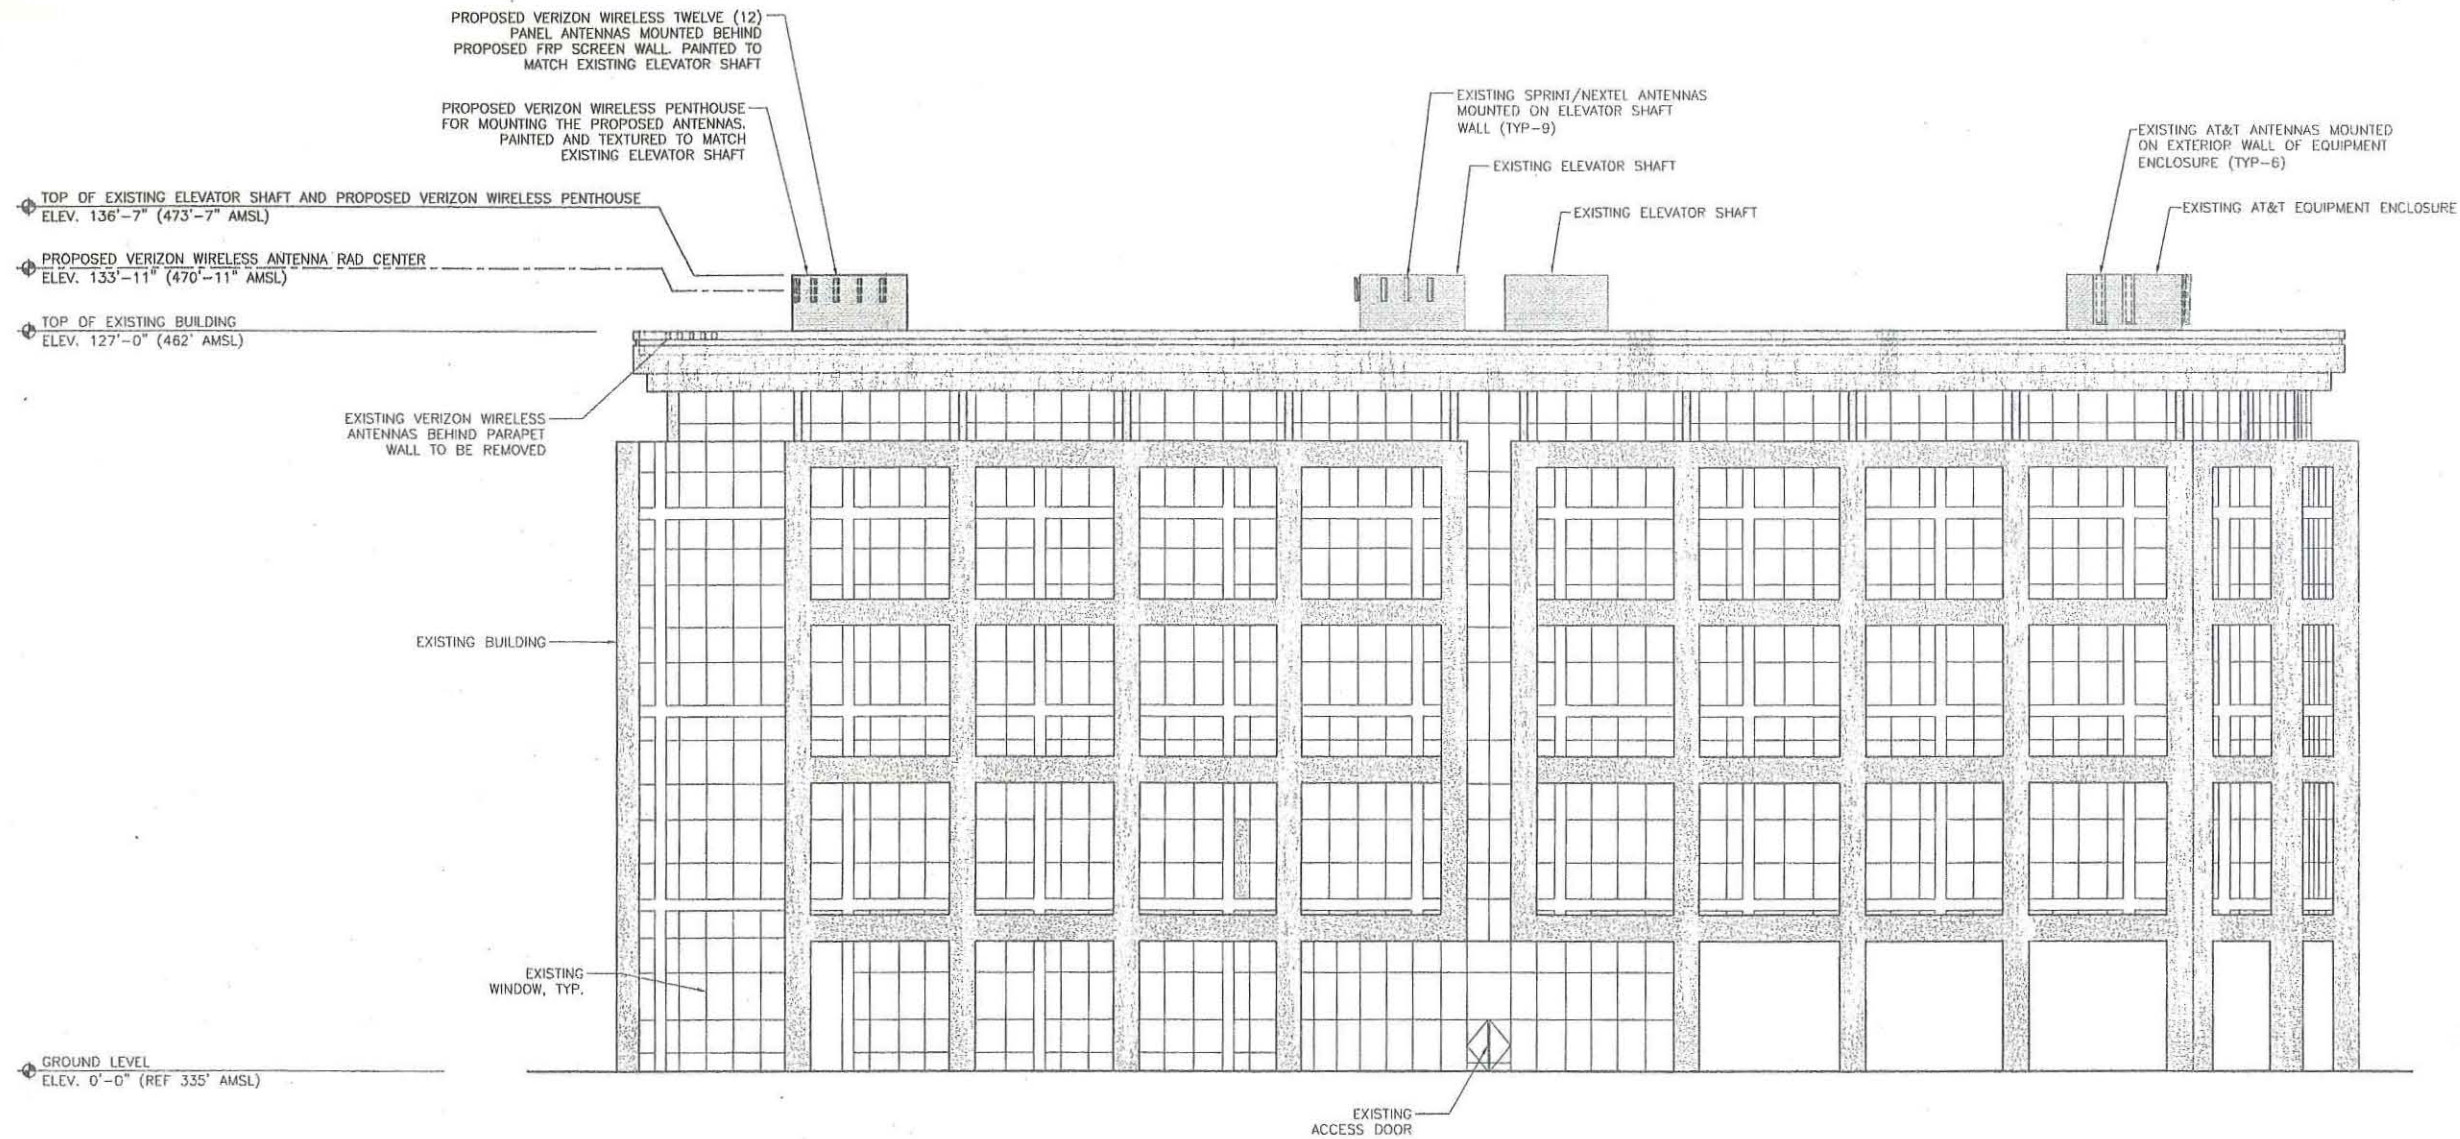 PROPOSED VERIZON WIRELESS TWELVE (12)
PANEL ANTENNAS MOUNTED BEHIND
PROPOSED FRP SCREEN WALL. PAINTED TO
MATCH EXISTING ELEVATOR SHAFT
PROPOSED VERIZON WIRELESS PENTHOUSE
FOR MOUNTING THE PROPOSED ANTENNAS.
PAINTED AND TEXTURED TO MATCH
EXISTING ELEVATOR SHAFT
EXISTING SPRINT/NEXTEL ANTENNAS
MOUNTED ON ELEVATOR SHAFT
WALL (TYP-9)
EXISTING ELEVATOR SHAFT
EXISTING ELEVATOR SHAFT
EXISTING AT&T ANTENNAS MOUNTED
ON EXTERIOR WALL OF EQUIPMENT
ENCLOSURE (TYP-6)
EXISTING AT&T EQUIPMENT ENCLOSURE
TOP OF EXISTING ELEVATOR SHAFT AND PROPOSED VERIZON WIRELESS PENTHOUSE
ELEV. 136'-7" (473'-7" AMSL)
PROPOSED VERIZON WIRELESS ANTENNA RAD CENTER
ELEV. 133'-11" (470'-11" AMSL)
TOP OF EXISTING BUILDING
ELEV. 127'-0" (462' AMSL)
EXISTING VERIZON WIRELESS
ANTENNAS BEHIND PARAPET
WALL TO BE REMOVED
EXISTING BUILDING
EXISTING
WINDOW, TYP.
GROUND LEVEL
ELEV. 0'-0" (REF 335' AMSL)
EXISTING
ACCESS DOOR